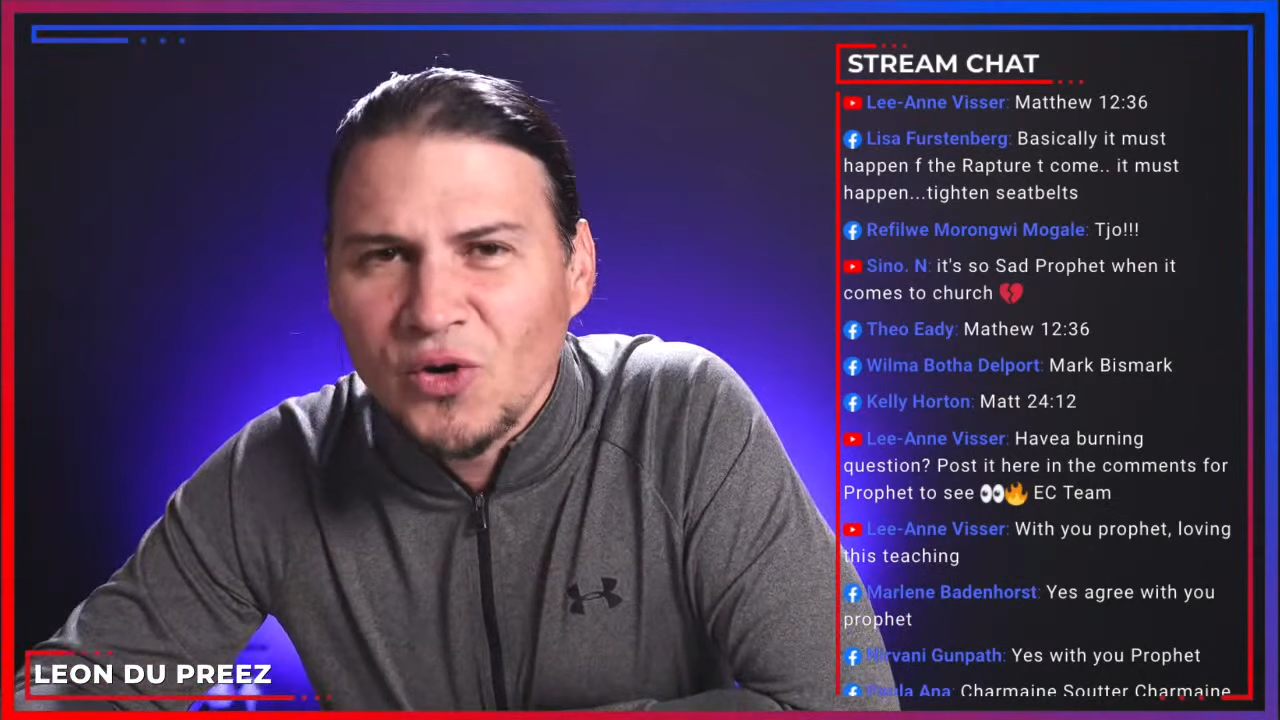 STREAM CHAT
Lee-Anne Visser: Matthew 12:36
Lisa Furstenberg: Basically it must
happen f the Rapture t come.. it must
happen...tighten seatbelts
Refilwe Morongwi Mogale: Tjo!!!
Sino. N: it's so Sad Prophet when it
comes to church 💔
Theo Eady: Mathew 12:36
Wilma Botha Delport: Mark Bismark
Kelly Horton: Matt 24:12
Lee-Anne Visser: Havea burning
question? Post it here in the comments for
Prophet to see 👀🔥 EC Team
Lee-Anne Visser: With you prophet, loving
this teaching
Marlene Badenhorst: Yes agree with you
prophet
Nirvani Gunpath: Yes with you Prophet
Paula Ana: Charmaine Soutter Charmaine
LEON DU PREEZ